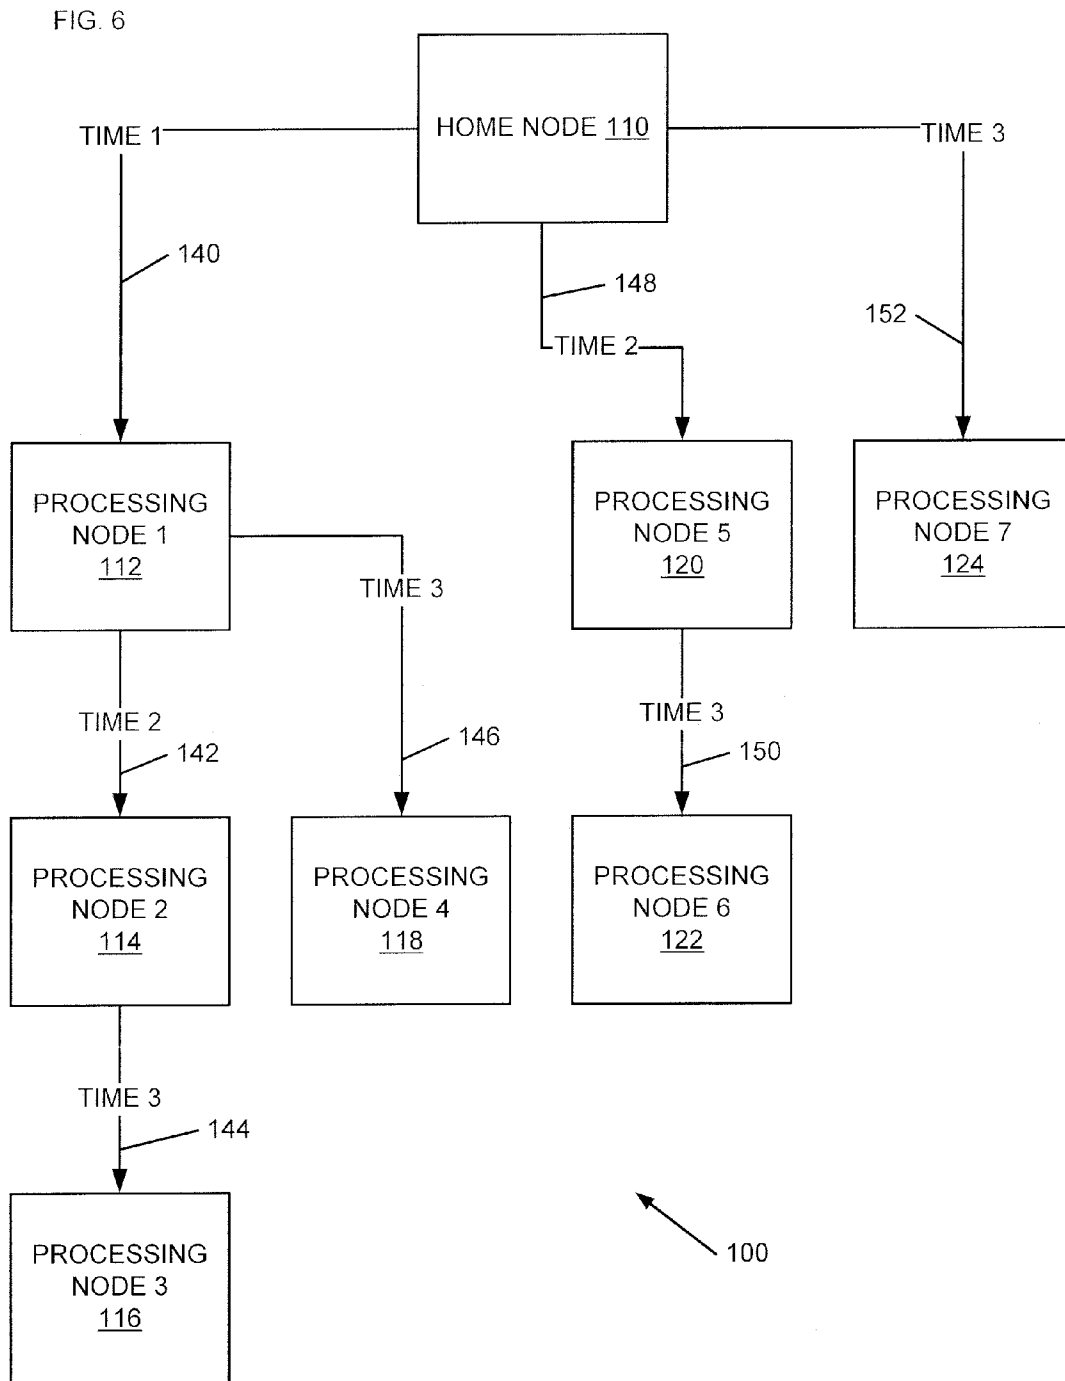 FIG. 6
HOME NODE 110
TIME 1
TIME 3
140
148
152
TIME 2
PROCESSING
NODE 1
112
PROCESSING
NODE 5
120
PROCESSING
NODE 7
124
TIME 3
TIME 2
142
146
TIME 3
150
PROCESSING
NODE 2
114
PROCESSING
NODE 4
118
PROCESSING
NODE 6
122
TIME 3
144
PROCESSING
NODE 3
116
100